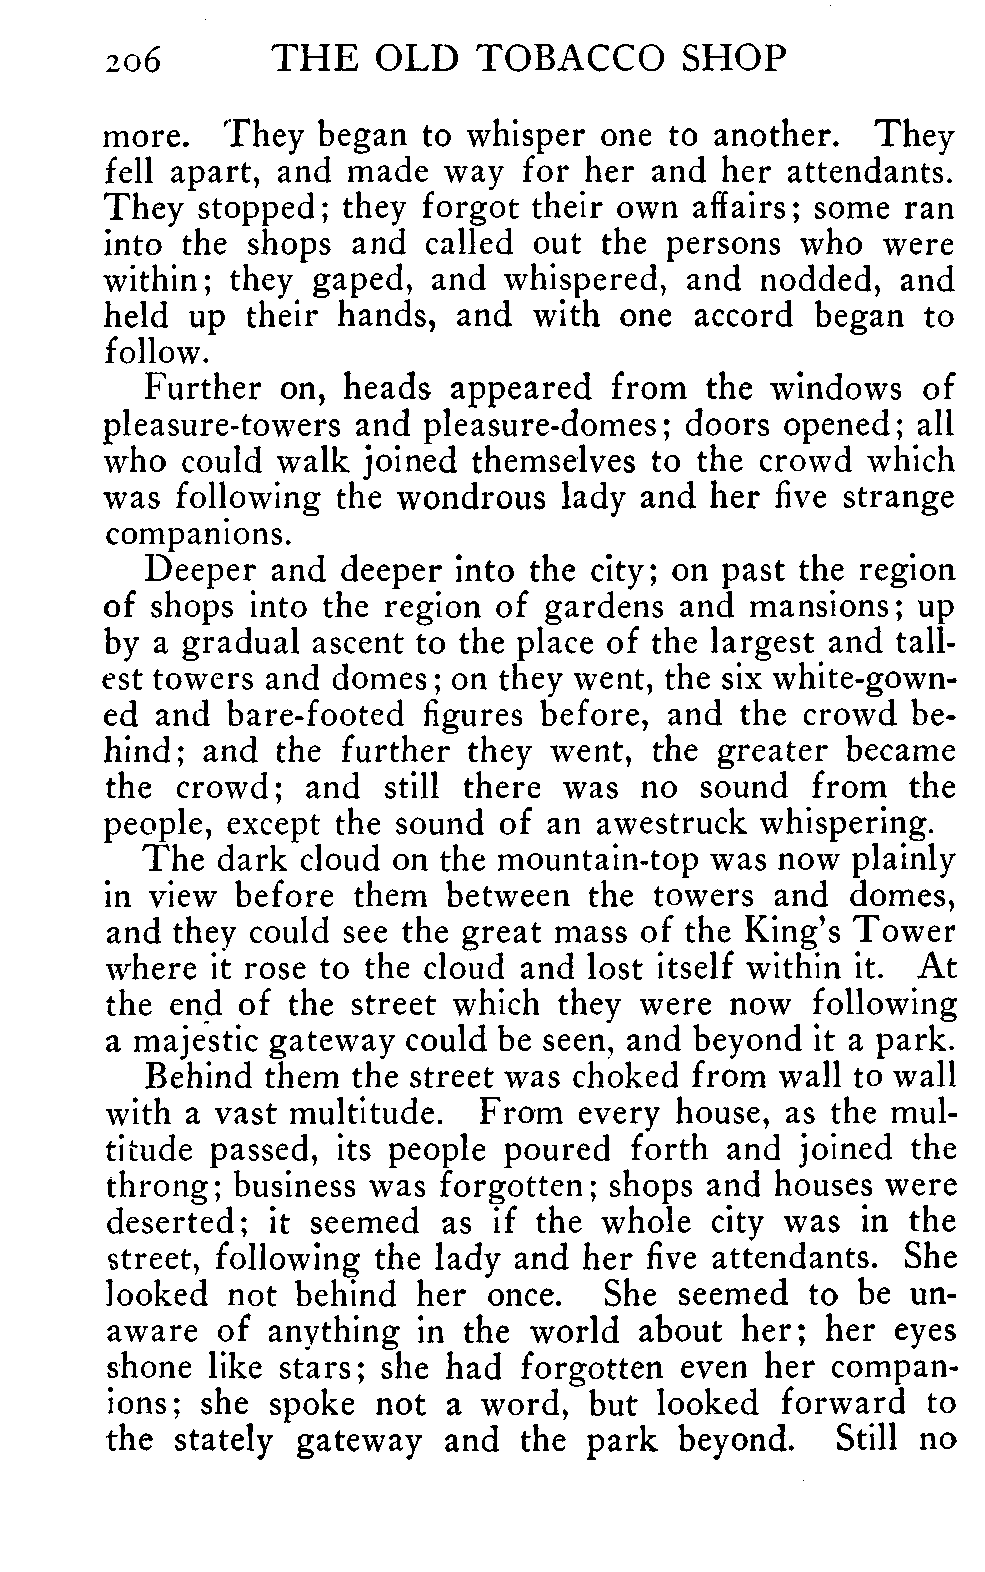 206 THE OLD TOBACCO SHOP
more. They began to whisper one to another. They
fell apart, and made way for her and her attendants.
They stopped; they forgot their own affairs; some ran
into the shops and called out the persons who were
within; they gaped, and whispered, and nodded, and
held up their hands, and with one accord began to
follow.
Further on, heads appeared from the windows of
pleasure-towers and pleasure-domes; doors opened; all
who could walk joined themselves to the crowd which
was following the wondrous lady and her five strange
companions.
Deeper and deeper into the city; on past the region
of shops into the region of gardens and mansions; up
by a gradual ascent to the place of the largest and tall-
est towers and domes; on they went, the six white-gown-
ed and bare-footed figures before, and the crowd be-
hind; and the further they went, the greater became
the crowd; and still there was no sound from the
people, except the sound of an awestruck whispering.
The dark cloud on the mountain-top was now plainly
in view before them between the towers and domes,
and they could see the great mass of the King's Tower
where it rose to the cloud and lost itself within it. At
the end of the street which they were now following
a majestic gateway could be seen, and beyond it a park.
Behind them the street was choked from wall to wall
with a vast multitude. From every house, as the mul-
titude passed, its people poured forth and joined the
throng; business was forgotten; shops and houses were
deserted; it seemed as if the whole city was in the
street, following the lady and her five attendants. She
looked not behind her once. She seemed to be un-
aware of anything in the world about her; her eyes
shone like stars; she had forgotten even her compan-
ions; she spoke not a word, but looked forward to
the stately gateway and the park beyond. Still no